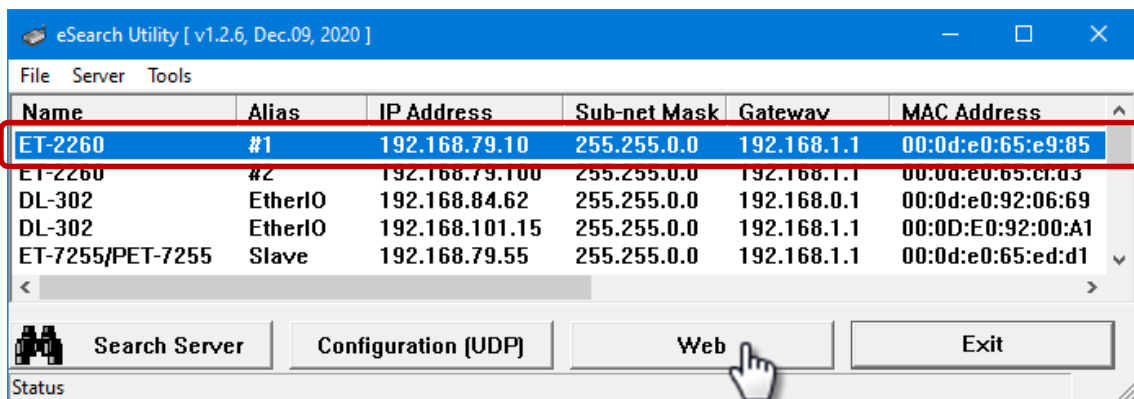 eSearch Utility [ v1.2.6, Dec.09, 2020 ]
File Server Tools
Name Alias IP Address Sub-net Mask Gateway MAC Address
ET-2260 #1 192.168.79.10 255.255.0.0 192.168.1.1 00:0d:e0:65:e9:85
ET-2260 #2 192.168.79.100 255.255.0.0 192.168.1.1 00:0d:e0:65:cf:d3
DL-302 EtherIO 192.168.84.62 255.255.0.0 192.168.0.1 00:0d:e0:92:06:69
DL-302 EtherIO 192.168.101.15 255.255.0.0 192.168.1.1 00:0D:E0:92:00:A1
ET-7255/PET-7255 Slave 192.168.79.55 255.255.0.0 192.168.1.1 00:0d:e0:65:ed:d1
Search Server Configuration (UDP) Web Exit
Status